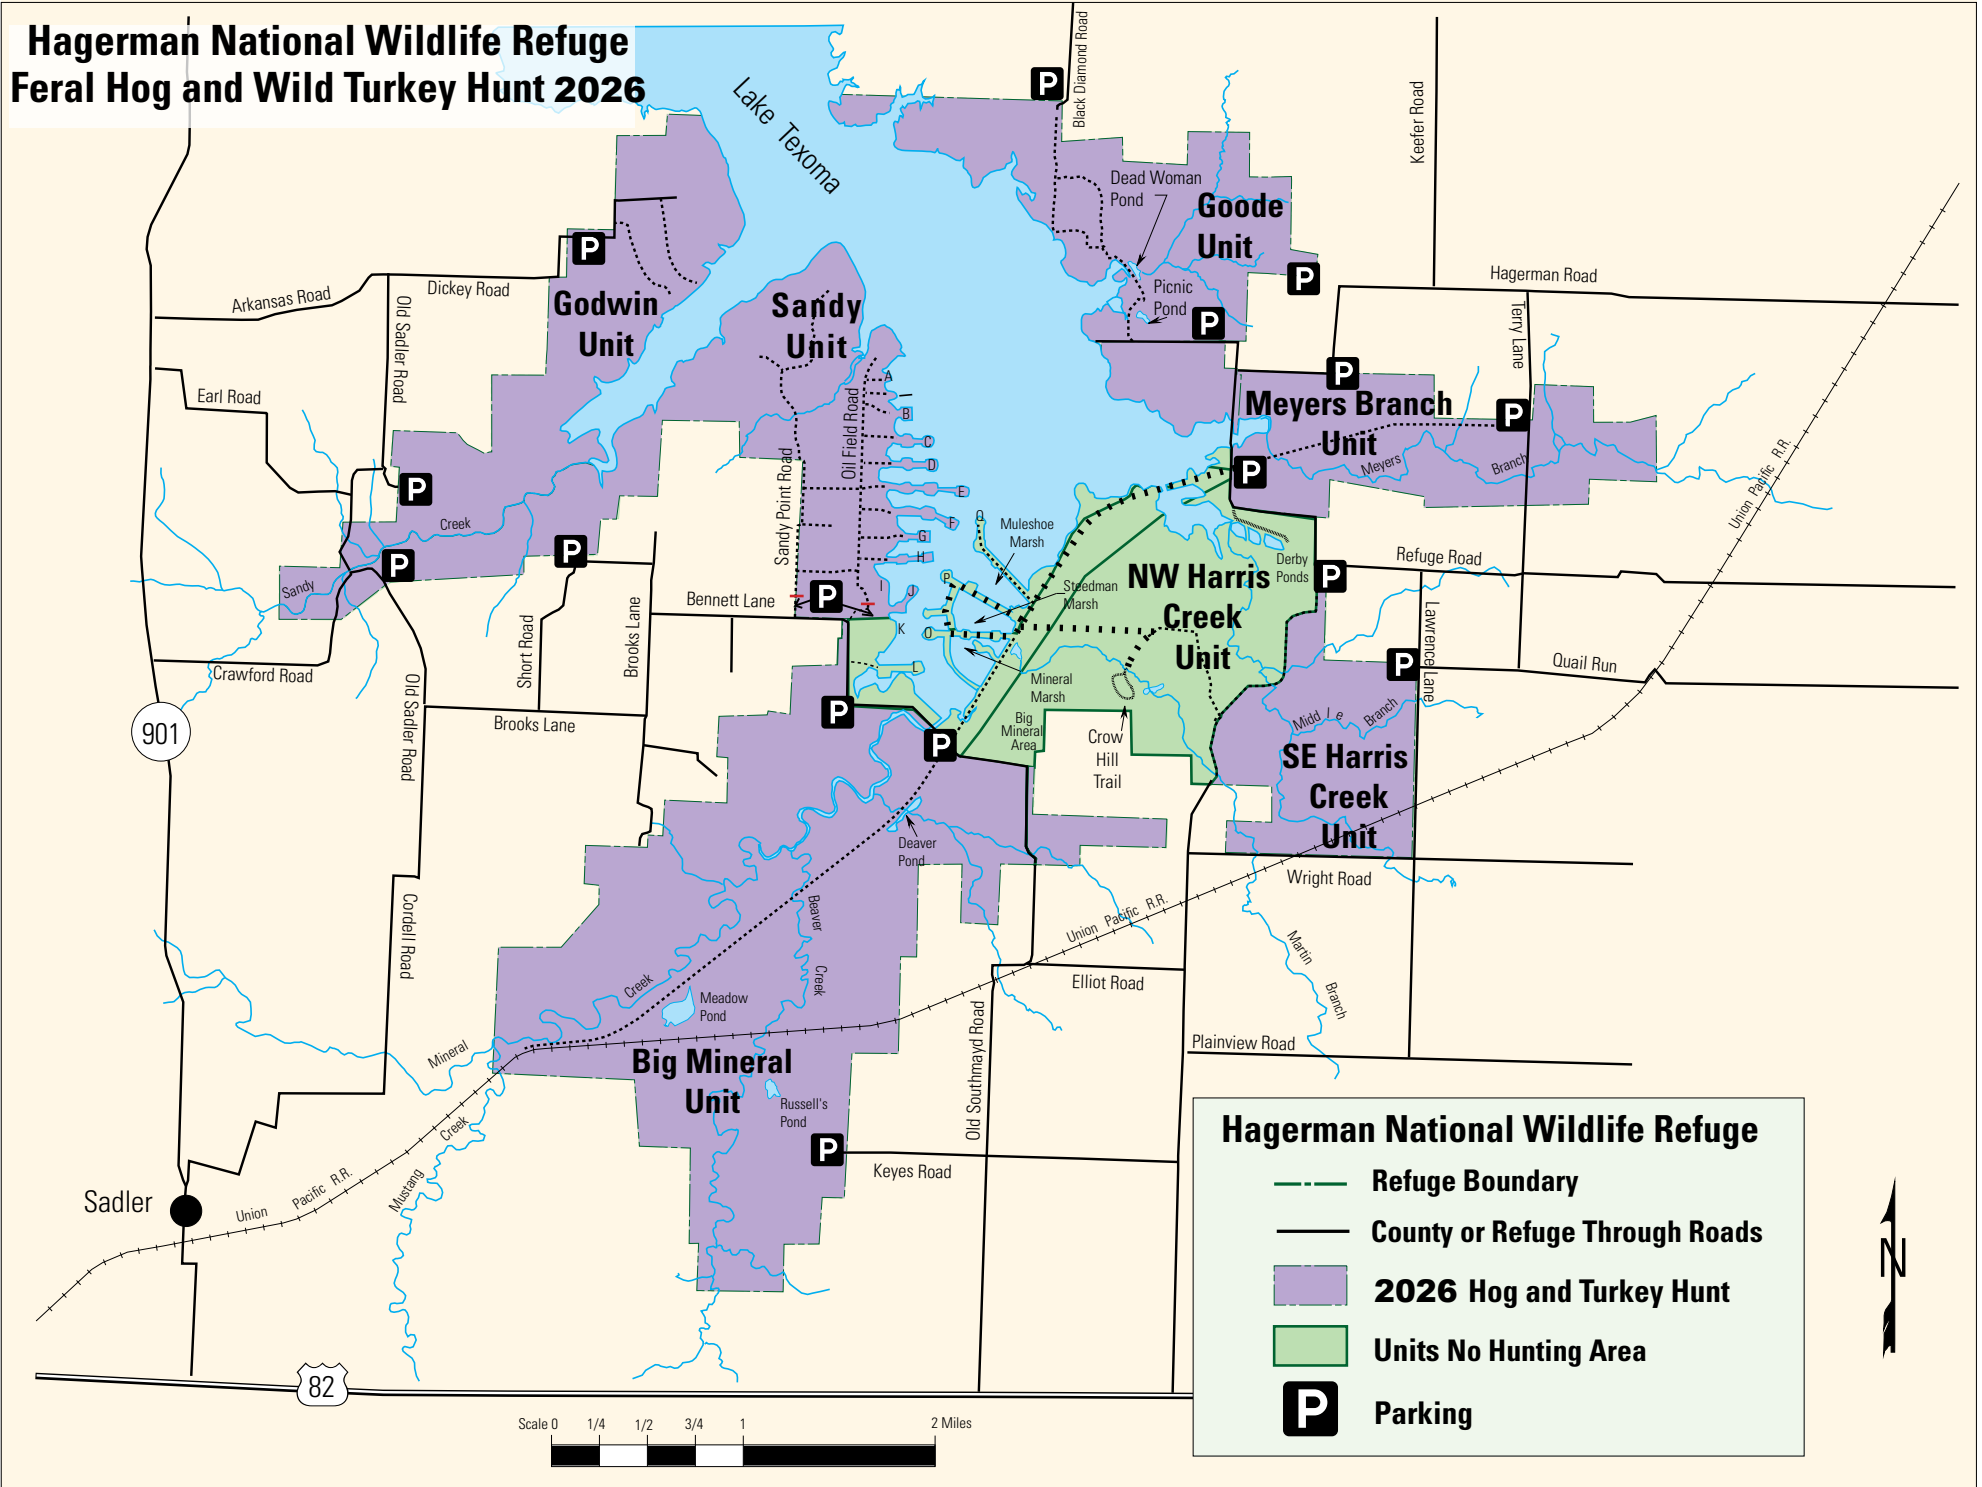 Hagerman National Wildlife Refuge
Feral Hog and Wild Turkey Hunt 2026
Lake Texoma
P
Black Diamond Road
Keefer Road
Dead Woman
Pond
Goode
Unit
Picnic
Pond
P
P
Hagerman Road
Terry Lane
P
Arkansas Road
Dickey Road
Old Sadler Road
Godwin
Unit
Sandy
Unit
Earl Road
Oil Field Road
Sandy Point Road
A
I
B
C
D
E
F
G
H
I
J
K
L
O
P
Q
P
Meyers Branch
Unit
P
Meyers
Branch
P
Union Pacific R.R.
P
Creek
P
Sandy
P
Muleshoe
Marsh
Steedman
Marsh
NW Harris
Creek
Unit
Derby
Ponds
P
Refuge Road
Bennett Lane
P
Short Road
Brooks Lane
Crawford Road
Old Sadler Road
Brooks Lane
901
Mineral
Marsh
Big
Mineral
Area
Crow
Hill
Trail
P
P
P
Lawrence Lane
Quail Run
Middle
Branch
SE Harris
Creek
Unit
Wright Road
Deaver
Pond
Beaver
Creek
Cordell Road
Union Pacific R.R.
Martin
Branch
Elliot Road
Creek
Meadow
Pond
Mineral
Old Southmayd Road
Plainview Road
Big Mineral
Unit
Russell's
Pond
Creek
Mustang
P
Keyes Road
Sadler
Union
Pacific R.R.
82
Scale 0
1/4
1/2
3/4
1
2 Miles
Hagerman National Wildlife Refuge
Refuge Boundary
County or Refuge Through Roads
2026 Hog and Turkey Hunt
Units No Hunting Area
P
Parking
N